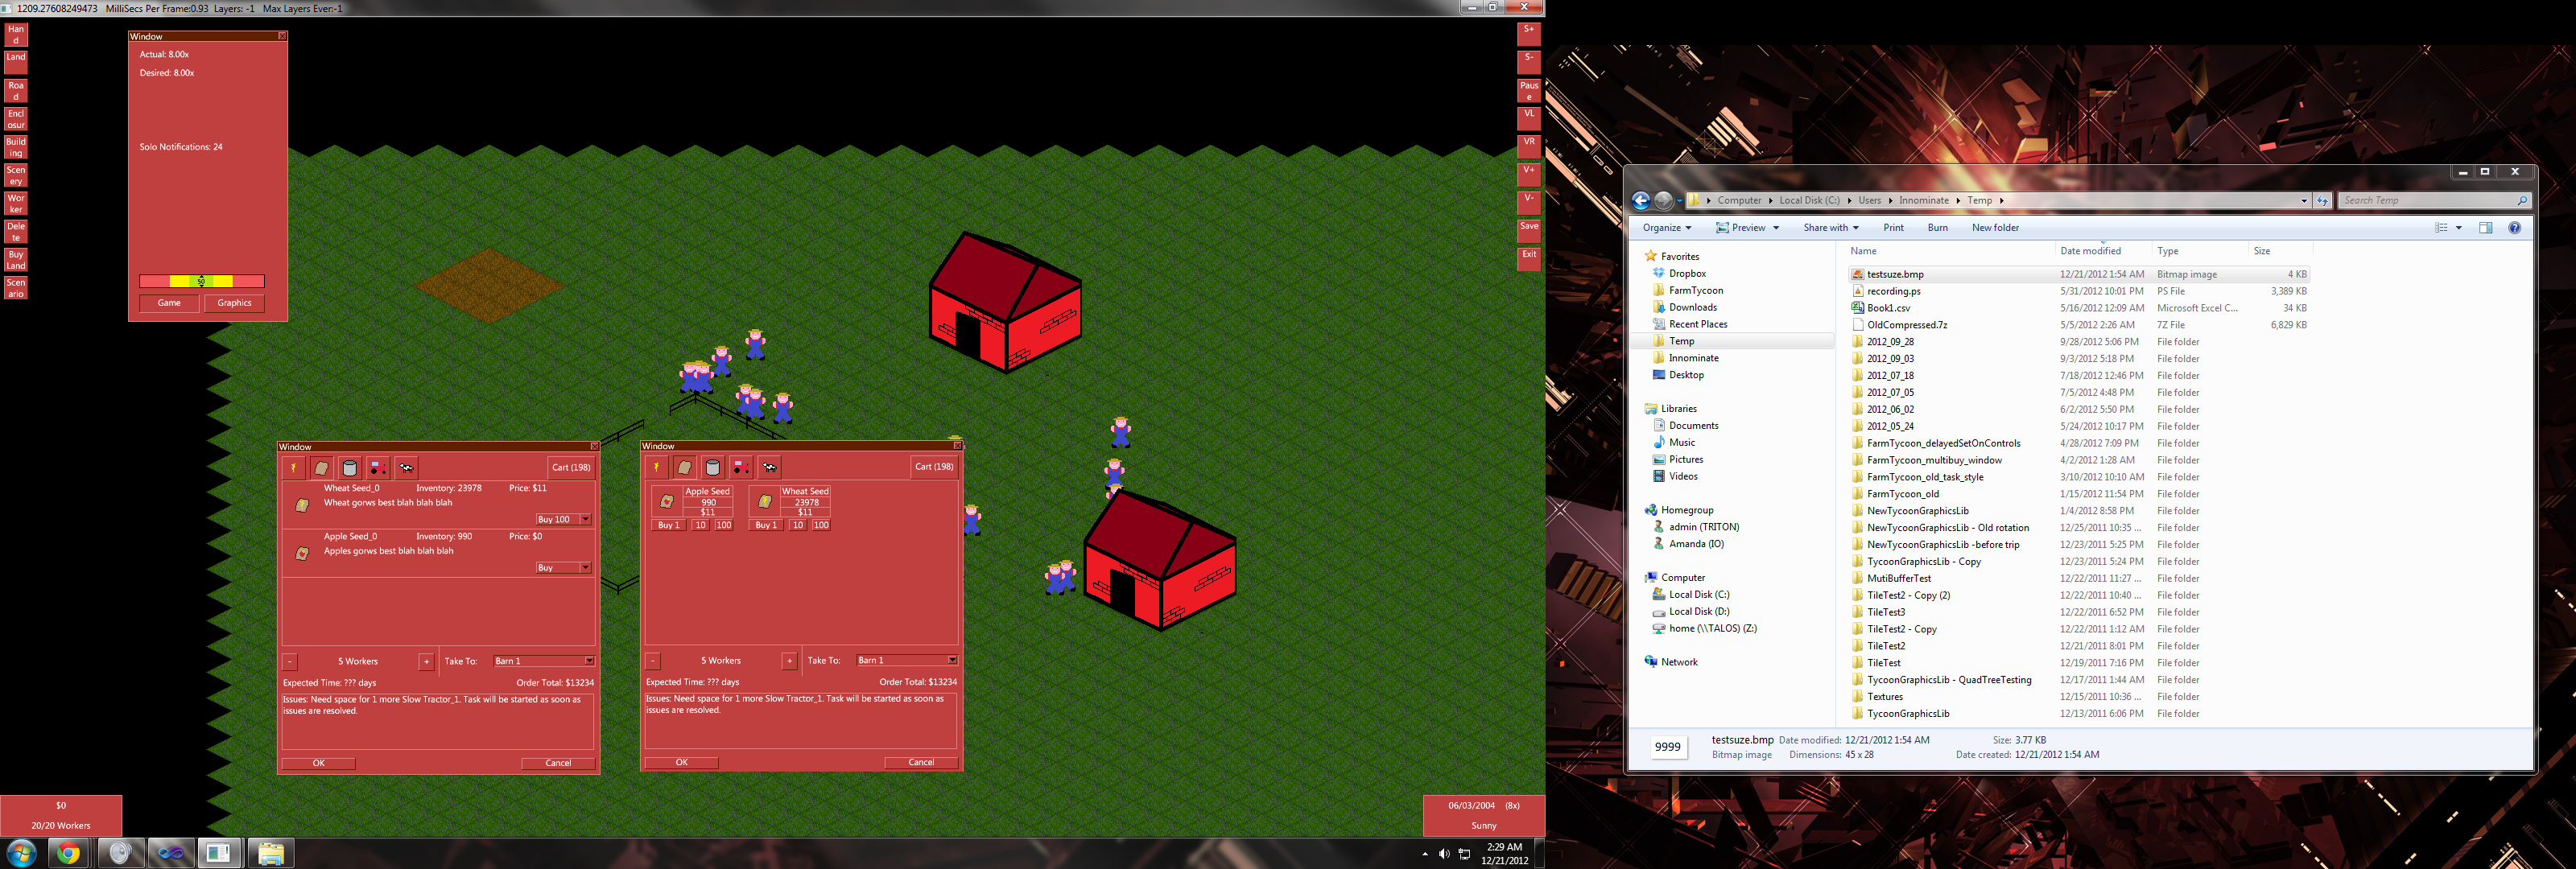 1209.27608249473 MilliSecs Per Frame:0.93 Layers: -1 Max Layers Ever:-1
Han
d
Land
Roa
d
Encl
osur
Build
ing
Scen
ery
Wor
ker
Dele
te
Buy
Land
Scen
ario
Window
Actual: 8.00x
Desired: 8.00x
Solo Notifications: 24
50
Game Graphics
S+
S-
Paus
e
VL
VR
V+
V-
Save
Exit
Window
Cart (198)
Wheat Seed_0 Inventory: 23978 Price: $11
Wheat gorws best blah blah blah
Buy 100
Apple Seed_0 Inventory: 990 Price: $0
Apples gorws best blah blah blah
Buy
- 5 Workers + Take To: Barn 1
Expected Time: ??? days Order Total: $13234
Issues: Need space for 1 more Slow Tractor_1. Task will be started as soon as
issues are resolved.
OK Cancel
Window
Cart (198)
Apple Seed Wheat Seed
990 23978
$11 $11
Buy 1 10 100 Buy 1 10 100
- 5 Workers + Take To: Barn 1
Expected Time: ??? days Order Total: $13234
Issues: Need space for 1 more Slow Tractor_1. Task will be started as soon as
issues are resolved.
OK Cancel
$0
20/20 Workers
06/03/2004 (8x)
Sunny
2:29 AM
12/21/2012
Computer Local Disk (C:) Users Innominate Temp
Search Temp
Organize Preview Share with Print Burn New folder
Favorites
Dropbox
FarmTycoon
Downloads
Recent Places
Temp
Innominate
Desktop
Libraries
Documents
Music
Pictures
Videos
Homegroup
admin (TRITON)
Amanda (IO)
Computer
Local Disk (C:)
Local Disk (D:)
home (\\TALOS) (Z:)
Network
Name Date modified Type Size
testsuze.bmp 12/21/2012 1:54 AM Bitmap image 4 KB
recording.ps 5/31/2012 10:01 PM PS File 3,389 KB
Book1.csv 5/16/2012 12:09 AM Microsoft Excel C... 34 KB
OldCompressed.7z 5/5/2012 2:26 AM 7Z File 6,829 KB
2012_09_28 9/28/2012 5:06 PM File folder
2012_09_03 9/3/2012 5:18 PM File folder
2012_07_18 7/18/2012 12:46 PM File folder
2012_07_05 7/5/2012 4:48 PM File folder
2012_06_02 6/2/2012 5:50 PM File folder
2012_05_24 5/24/2012 10:17 PM File folder
FarmTycoon_delayedSetOnControls 4/28/2012 7:09 PM File folder
FarmTycoon_multibuy_window 4/2/2012 1:28 AM File folder
FarmTycoon_old_task_style 3/10/2012 10:10 AM File folder
FarmTycoon_old 1/15/2012 11:54 PM File folder
NewTycoonGraphicsLib 1/4/2012 8:58 PM File folder
NewTycoonGraphicsLib - Old rotation 12/25/2011 10:35 ... File folder
NewTycoonGraphicsLib -before trip 12/23/2011 5:25 PM File folder
TycoonGraphicsLib - Copy 12/23/2011 5:24 PM File folder
MutiBufferTest 12/22/2011 11:27 ... File folder
TileTest2 - Copy (2) 12/22/2011 10:40 ... File folder
TileTest3 12/22/2011 6:52 PM File folder
TileTest2 - Copy 12/22/2011 1:12 AM File folder
TileTest2 12/21/2011 8:01 PM File folder
TileTest 12/19/2011 7:16 PM File folder
TycoonGraphicsLib - QuadTreeTesting 12/17/2011 1:44 AM File folder
Textures 12/15/2011 10:36 ... File folder
TycoonGraphicsLib 12/13/2011 6:06 PM File folder
9999
testsuze.bmp Date modified: 12/21/2012 1:54 AM Size: 3.77 KB
Bitmap image Dimensions: 45 x 28 Date created: 12/21/2012 1:54 AM